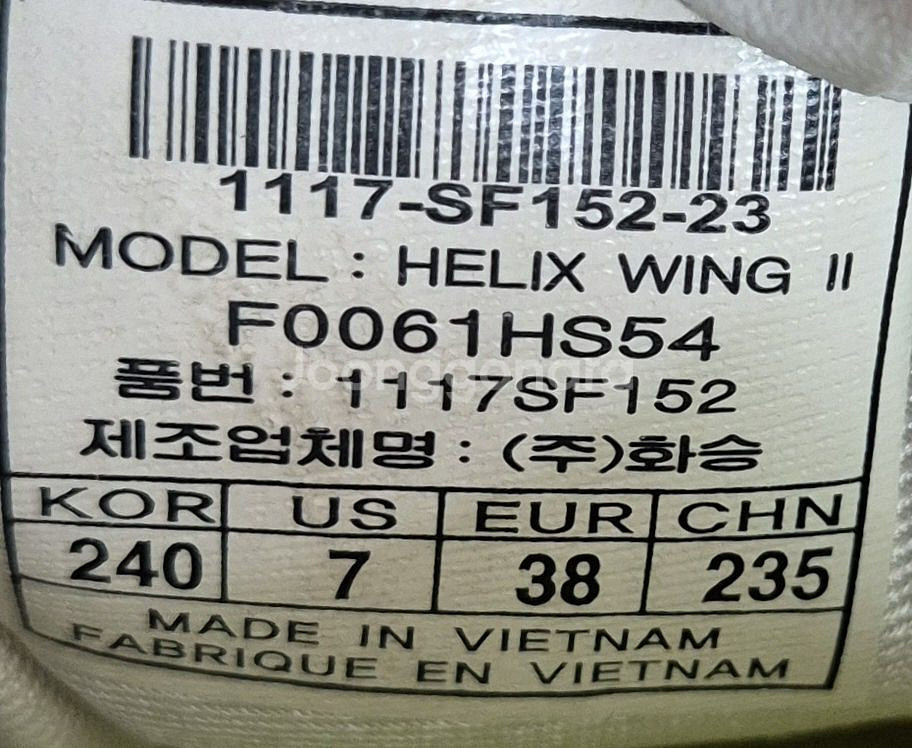 1117-SF152-23
MODEL : HELIX WING II
F0061HS54
Joonggonara
품번 : 1117SF152
제조업체명 : (주)화승
KOR US EUR CHN
240 7 38 235
MADE IN VIETNAM
FABRIQUE EN VIETNAM